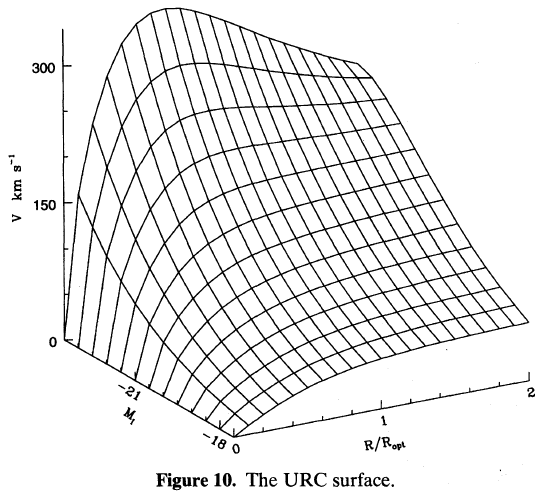 300
150
0
V km s⁻¹
-21
-18
M_I
0
1
2
R/R_opt
Figure 10. The URC surface.